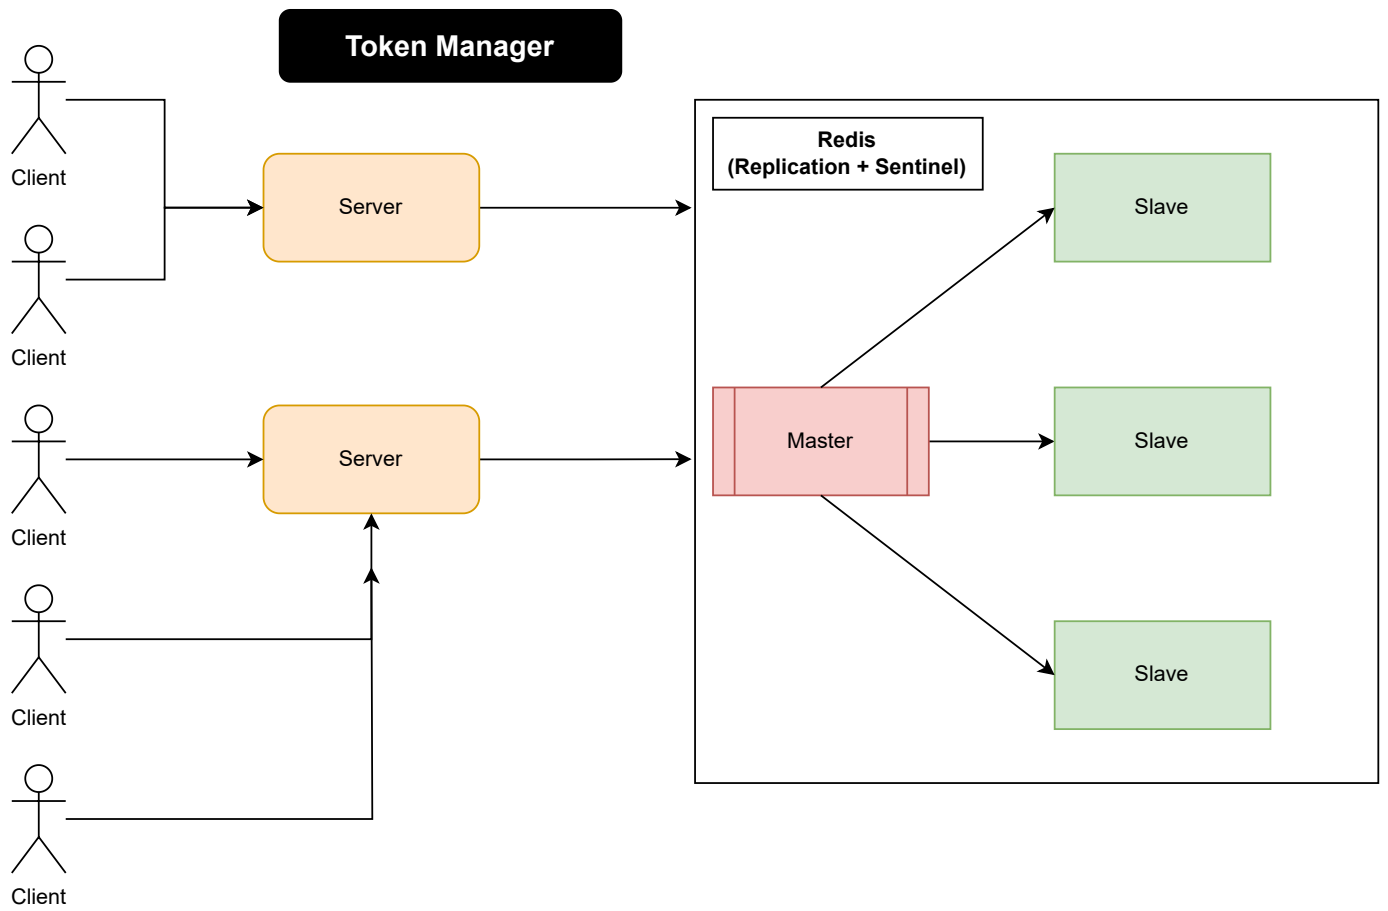 Token Manager
Client
Client
Client
Client
Client
Server
Server
Redis
(Replication + Sentinel)
Master
Slave
Slave
Slave